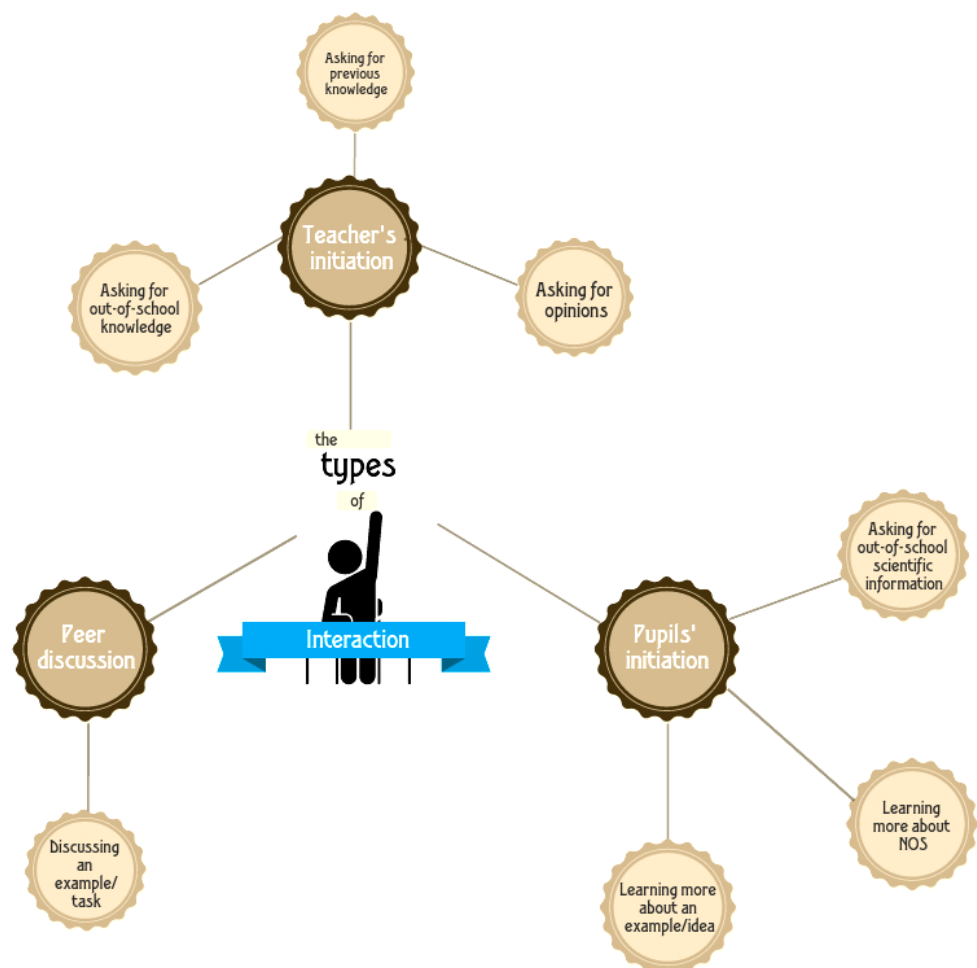 Asking for
previous
knowledge
Teacher's
initiation
Asking for
out-of-school
knowledge
Asking for
opinions
the
types
of
Interaction
Peer
discussion
Discussing
an
example/
task
Pupils'
initiation
Asking for
out-of-school
scientific
information
Learning
more about
NOS
Learning more
about an
example/idea